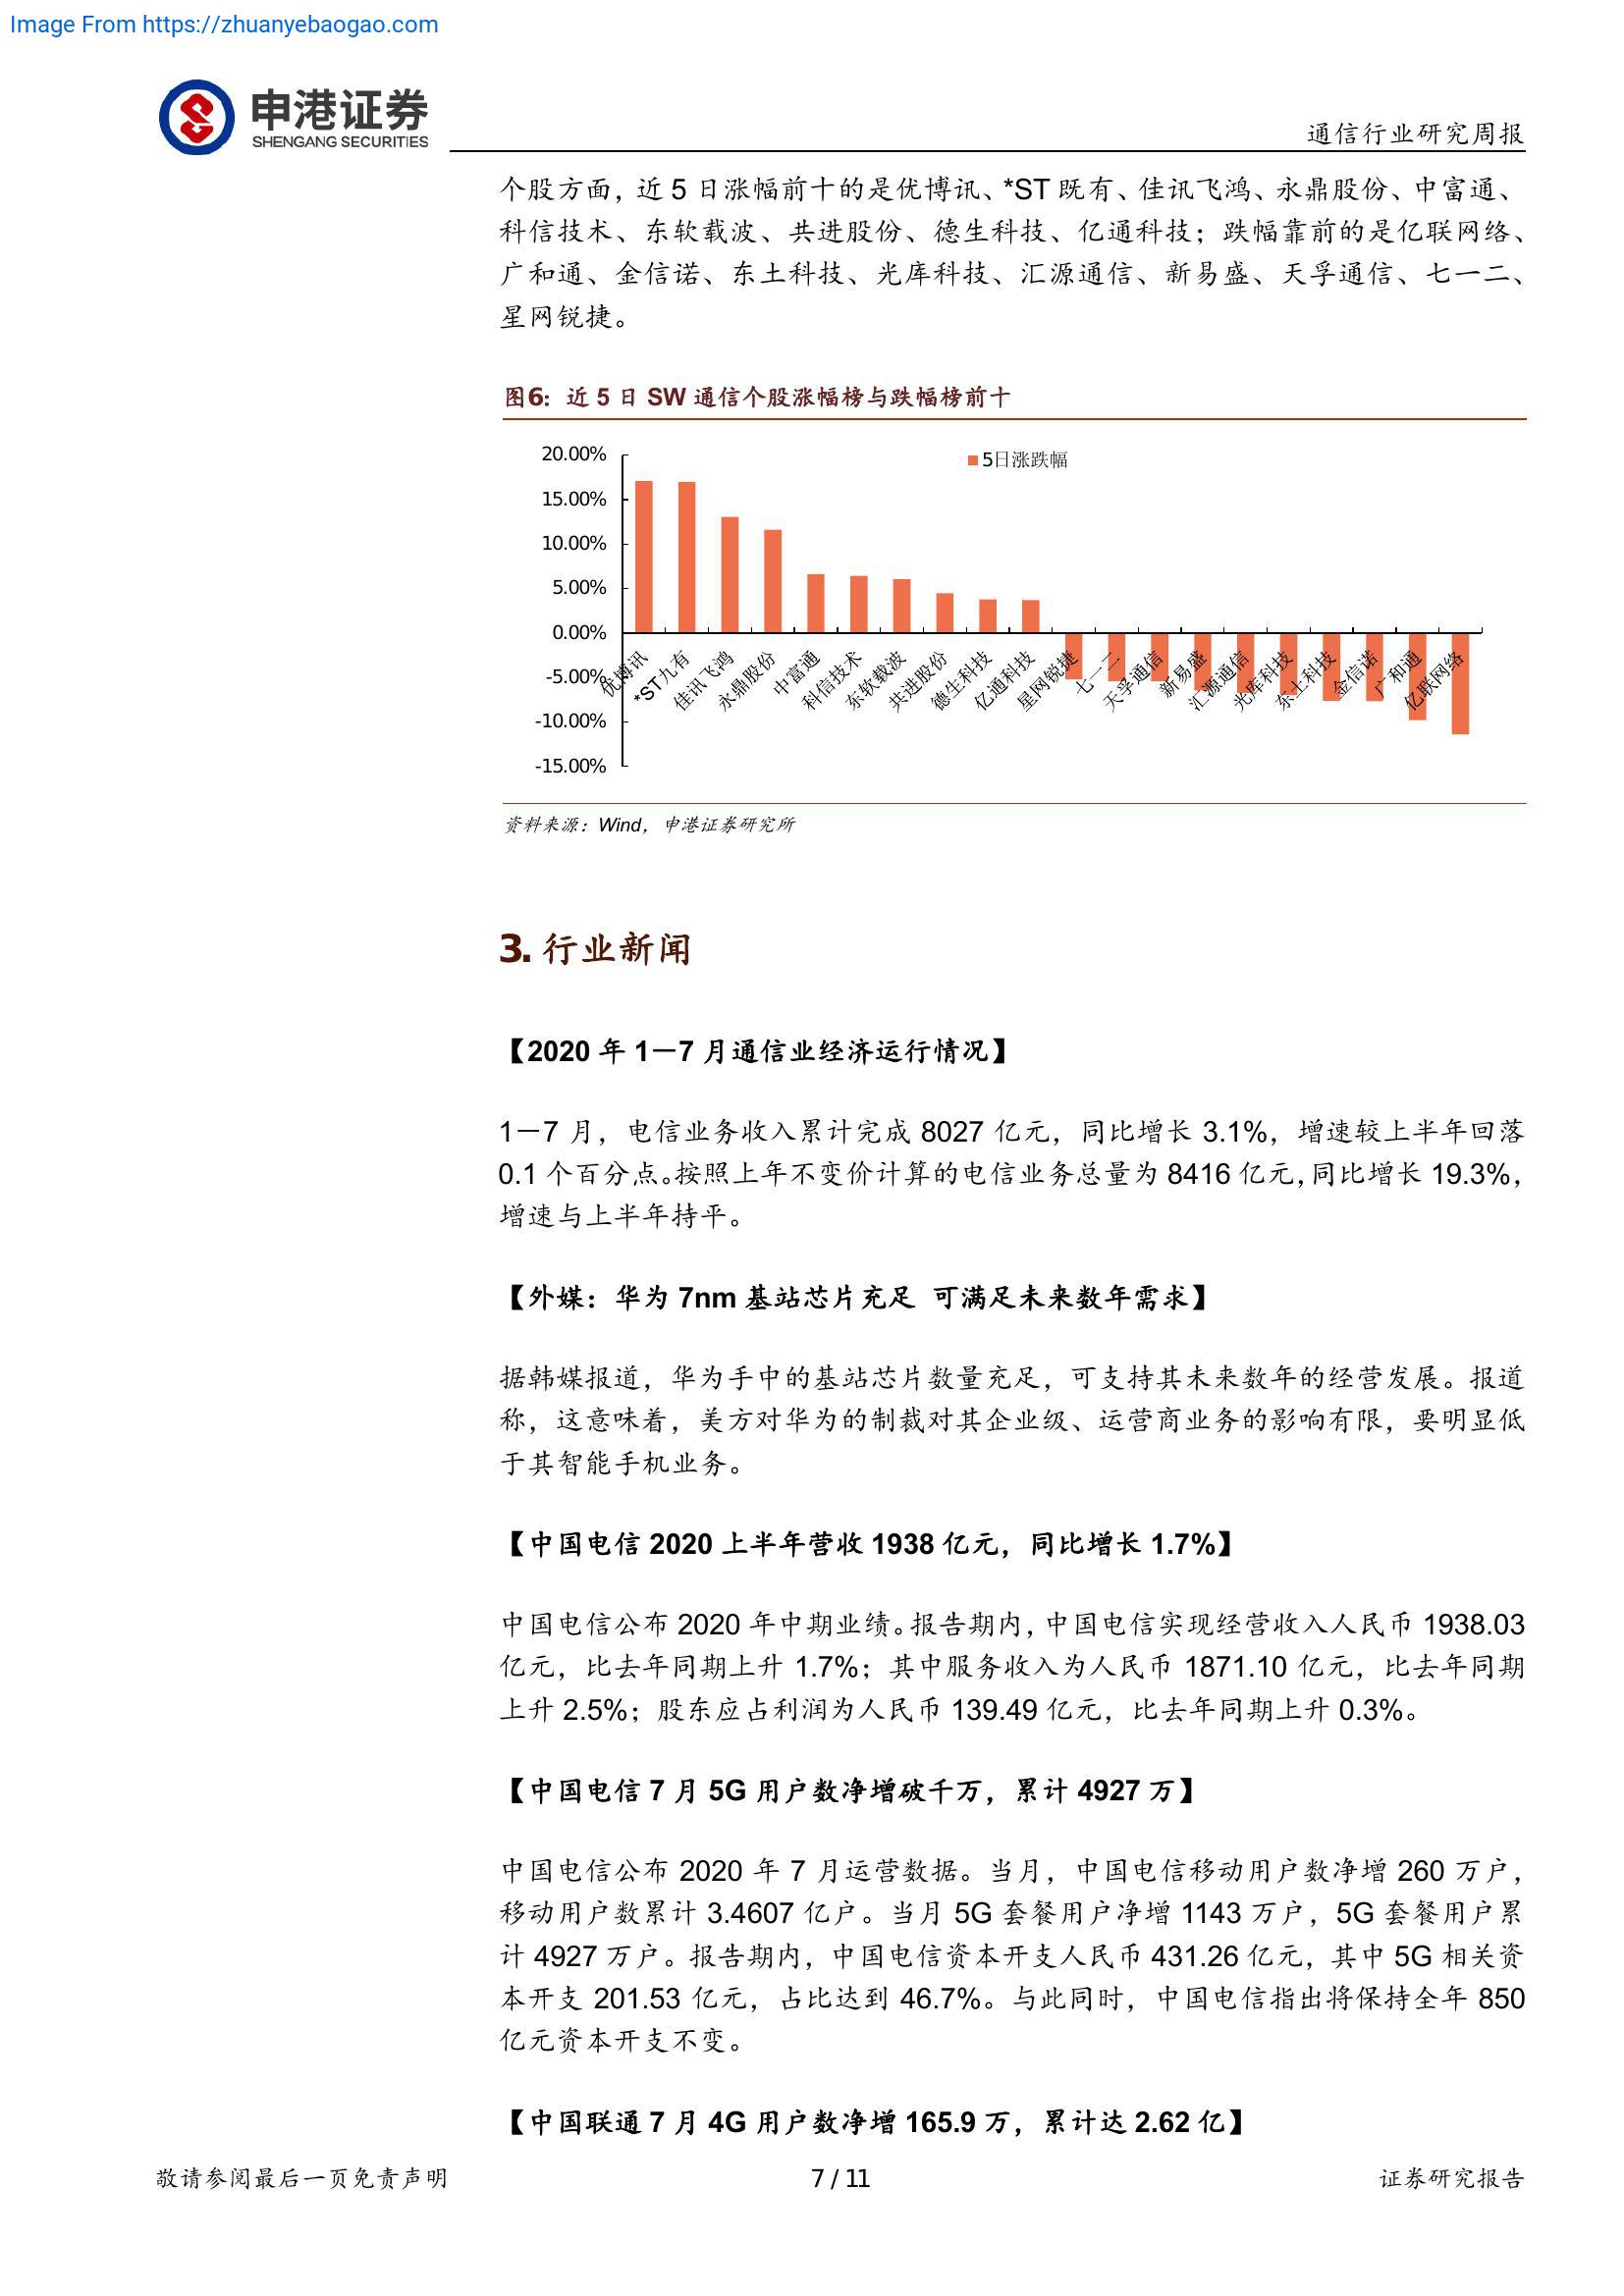 Image From https://zhuanyebaogao.com
申港证券
SHENGANG SECURITIES
通信行业研究周报
个股方面，近 5 日涨幅前十的是优博讯、*ST 既有、佳讯飞鸿、永鼎股份、中富通、
科信技术、东软载波、共进股份、德生科技、亿通科技；跌幅靠前的是亿联网络、
广和通、金信诺、东土科技、光库科技、汇源通信、新易盛、天孚通信、七一二、
星网锐捷。
图6：近 5 日 SW 通信个股涨幅榜与跌幅榜前十
5日涨跌幅
20.00%
15.00%
10.00%
5.00%
0.00%
-5.00%
-10.00%
-15.00%
优博讯
*ST九有
佳讯飞鸿
永鼎股份
中富通
科信技术
东软载波
共进股份
德生科技
亿通科技
星网锐捷
七一二
天孚通信
新易盛
汇源通信
光库科技
东土科技
金信诺
广和通
亿联网络
资料来源：Wind，申港证券研究所
3. 行业新闻
【2020 年 1－7 月通信业经济运行情况】
1－7 月，电信业务收入累计完成 8027 亿元，同比增长 3.1%，增速较上半年回落
0.1 个百分点。按照上年不变价计算的电信业务总量为 8416 亿元，同比增长 19.3%，
增速与上半年持平。
【外媒：华为 7nm 基站芯片充足 可满足未来数年需求】
据韩媒报道，华为手中的基站芯片数量充足，可支持其未来数年的经营发展。报道
称，这意味着，美方对华为的制裁对其企业级、运营商业务的影响有限，要明显低
于其智能手机业务。
【中国电信 2020 上半年营收 1938 亿元，同比增长 1.7%】
中国电信公布 2020 年中期业绩。报告期内，中国电信实现经营收入人民币 1938.03
亿元，比去年同期上升 1.7%；其中服务收入为人民币 1871.10 亿元，比去年同期
上升 2.5%；股东应占利润为人民币 139.49 亿元，比去年同期上升 0.3%。
【中国电信 7 月 5G 用户数净增破千万，累计 4927 万】
中国电信公布 2020 年 7 月运营数据。当月，中国电信移动用户数净增 260 万户，
移动用户数累计 3.4607 亿户。当月 5G 套餐用户净增 1143 万户，5G 套餐用户累
计 4927 万户。报告期内，中国电信资本开支人民币 431.26 亿元，其中 5G 相关资
本开支 201.53 亿元，占比达到 46.7%。与此同时，中国电信指出将保持全年 850
亿元资本开支不变。
【中国联通 7 月 4G 用户数净增 165.9 万，累计达 2.62 亿】
敬请参阅最后一页免责声明
7 / 11
证券研究报告